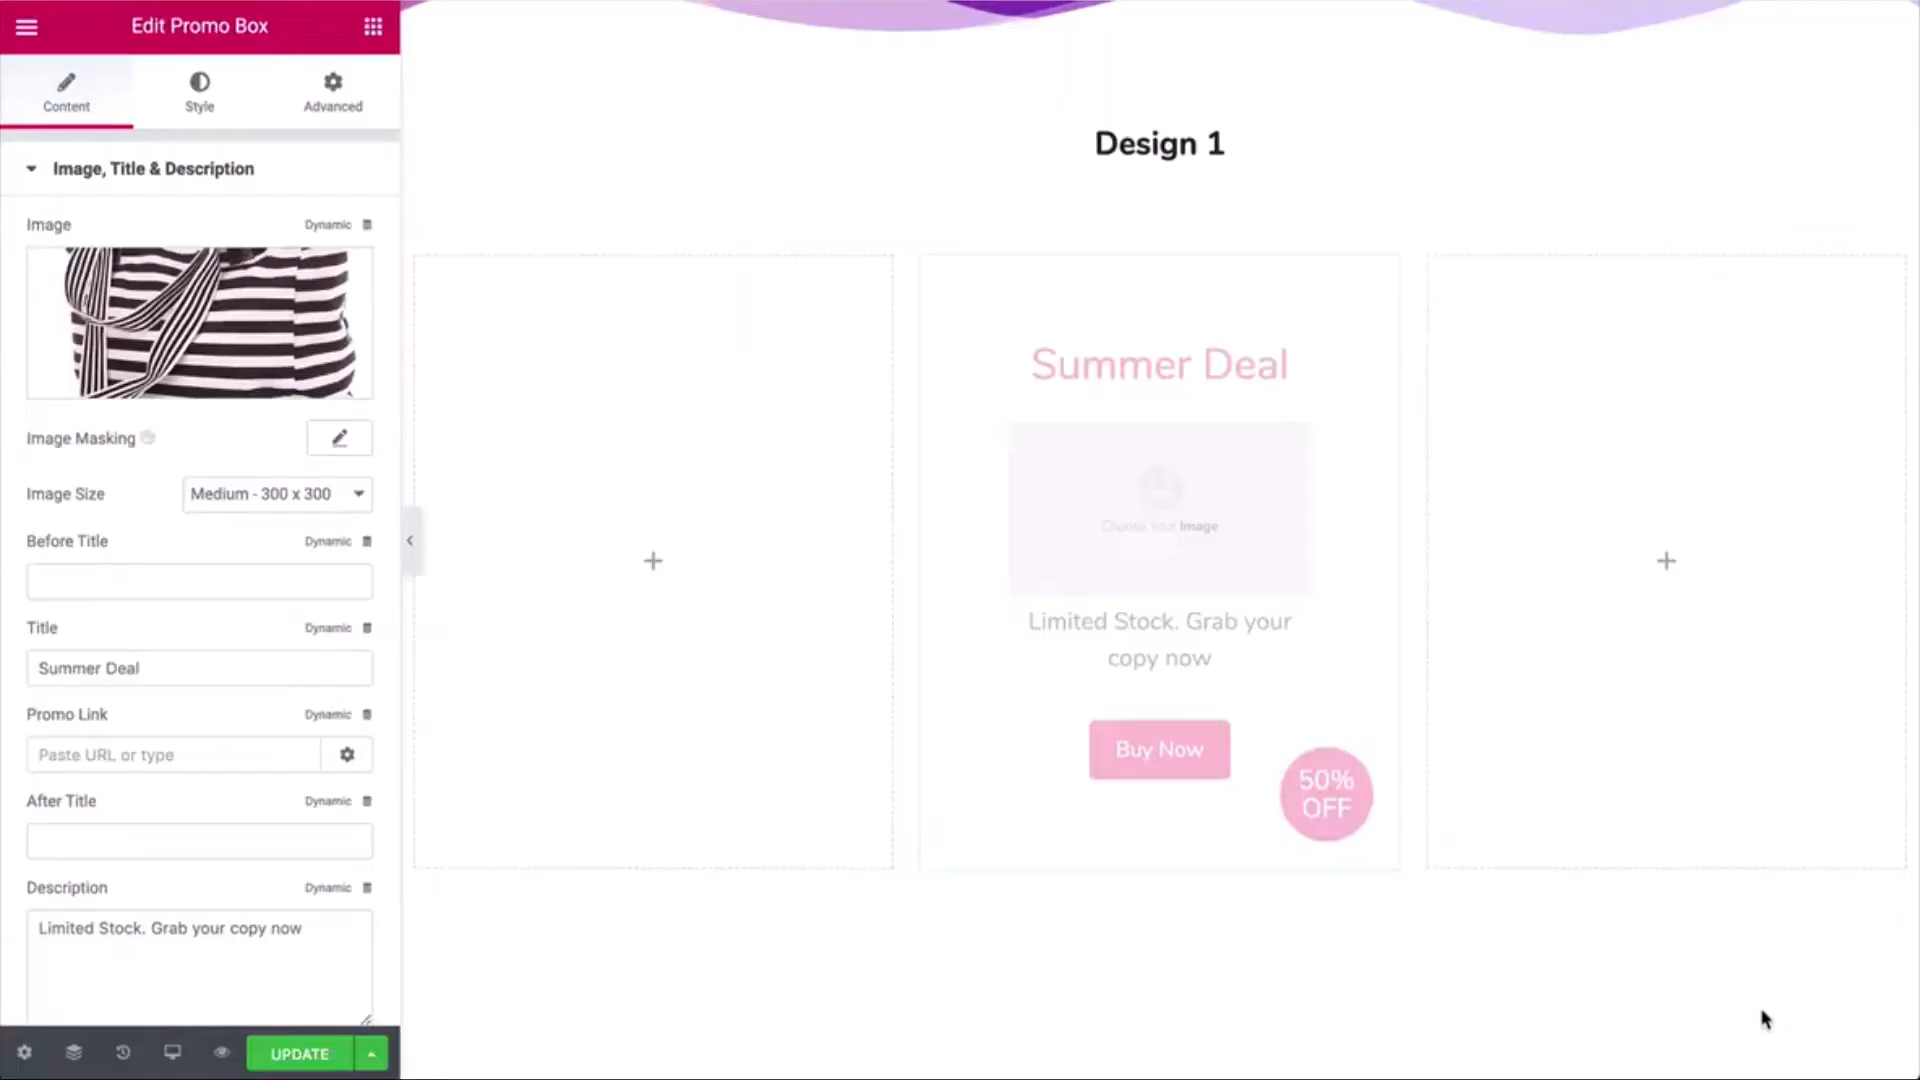 Edit Promo Box
Content
Style
Advanced
Image, Title & Description
Image
Dynamic
Image Masking
Image Size
Medium - 300 x 300
Before Title
Dynamic
Title
Dynamic
Summer Deal
Promo Link
Dynamic
Paste URL or type
After Title
Dynamic
Description
Dynamic
Limited Stock. Grab your copy now
UPDATE
Design 1
Summer Deal
Choose Your Image
Limited Stock. Grab your
copy now
Buy Now
50%
OFF